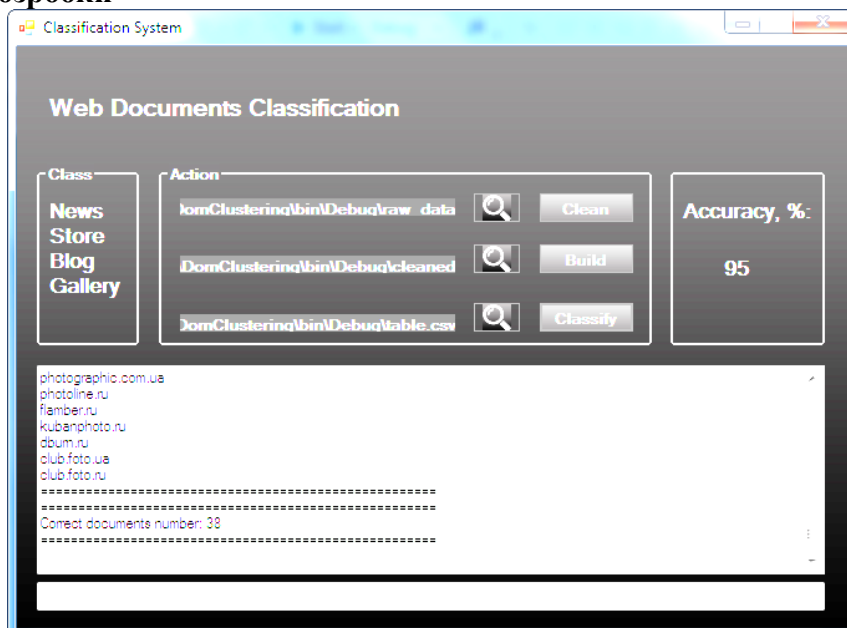 Classification System
Web Documents Classification
Class
News
Store
Blog
Gallery
Action
DomClustering\bin\Debug\raw_data
Clean
DomClustering\bin\Debug\cleaned
Build
DomClustering\bin\Debug\table.csv
Classify
Accuracy, %:
95
photographic.com.ua
photoline.ru
flamber.ru
kubanphoto.ru
dbum.ru
club.foto.ua
club.foto.ru
=====================================================
=====================================================
Correct documents number: 38
=====================================================